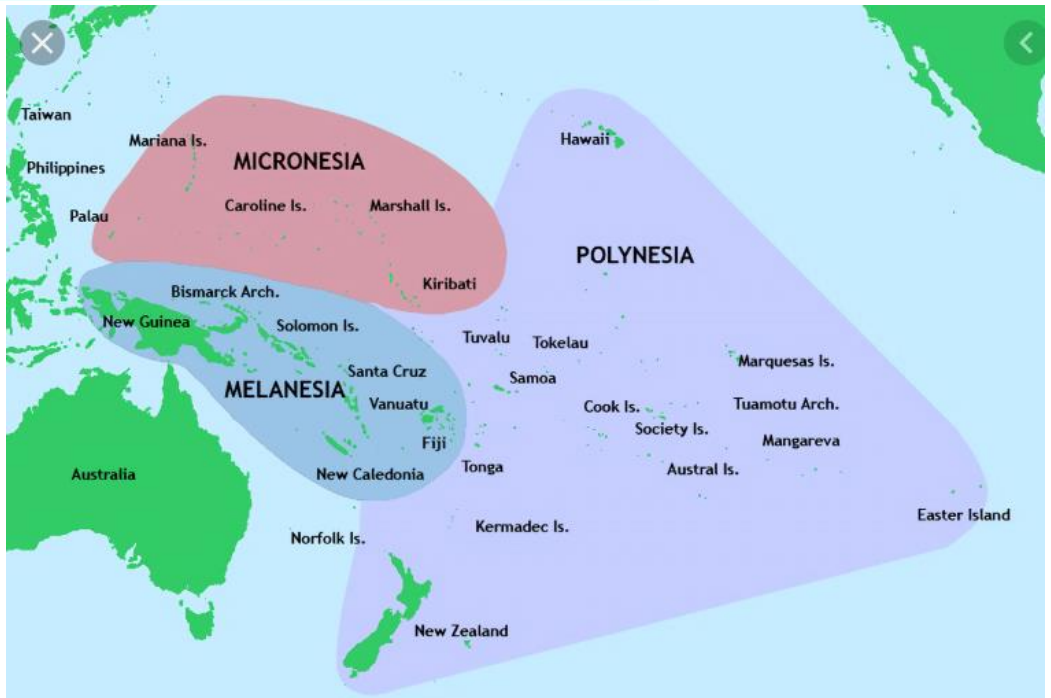 Taiwan
Mariana Is.
Hawaii
MICRONESIA
Philippines
Caroline Is.
Marshall Is.
Palau
POLYNESIA
Kiribati
Bismarck Arch.
New Guinea
Solomon Is.
Tuvalu
Tokelau
Marquesas Is.
Santa Cruz
Samoa
MELANESIA
Vanuatu
Cook Is.
Tuamotu Arch.
Society Is.
Fiji
Mangareva
Tonga
Austral Is.
Australia
New Caledonia
Easter Island
Kermadec Is.
Norfolk Is.
New Zealand